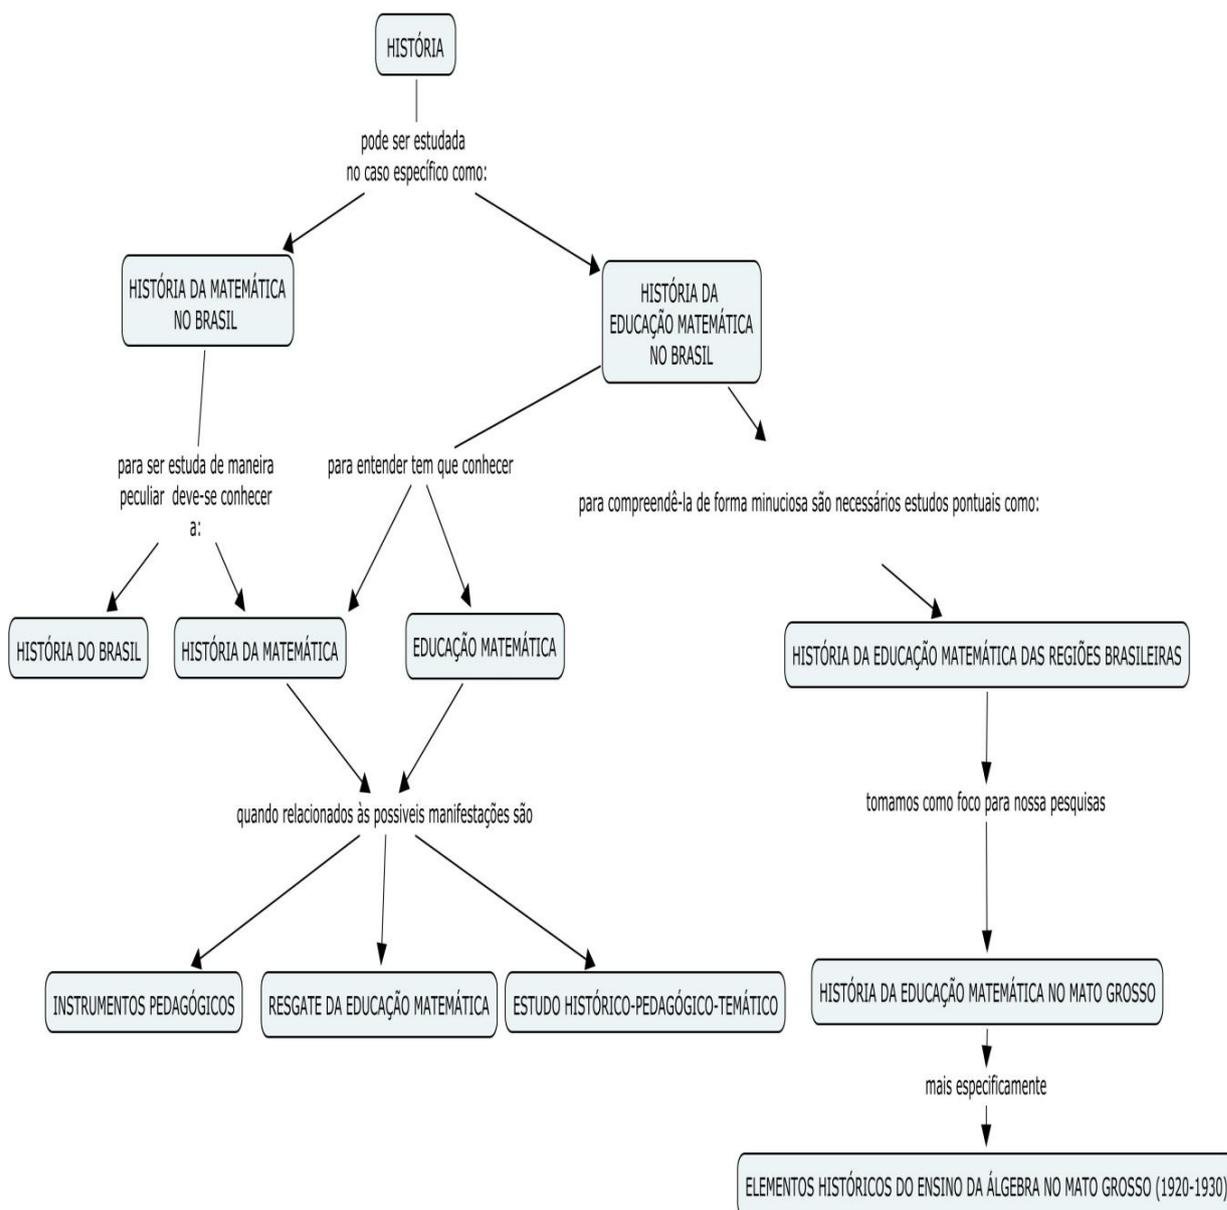 HISTÓRIA
pode ser estudada
no caso específico como:
HISTÓRIA DA MATEMÁTICA
NO BRASIL
HISTÓRIA DA
EDUCAÇÃO MATEMÁTICA
NO BRASIL
para ser estuda de maneira
peculiar deve-se conhecer
a:
para entender tem que conhecer
para compreendê-la de forma minuciosa são necessários estudos pontuais como:
HISTÓRIA DO BRASIL
HISTÓRIA DA MATEMÁTICA
EDUCAÇÃO MATEMÁTICA
HISTÓRIA DA EDUCAÇÃO MATEMÁTICA DAS REGIÕES BRASILEIRAS
quando relacionados às possiveis manifestações são
tomamos como foco para nossa pesquisas
INSTRUMENTOS PEDAGÓGICOS
RESGATE DA EDUCAÇÃO MATEMÁTICA
ESTUDO HISTÓRICO-PEDAGÓGICO-TEMÁTICO
HISTÓRIA DA EDUCAÇÃO MATEMÁTICA NO MATO GROSSO
mais especificamente
ELEMENTOS HISTÓRICOS DO ENSINO DA ÁLGEBRA NO MATO GROSSO (1920-1930)